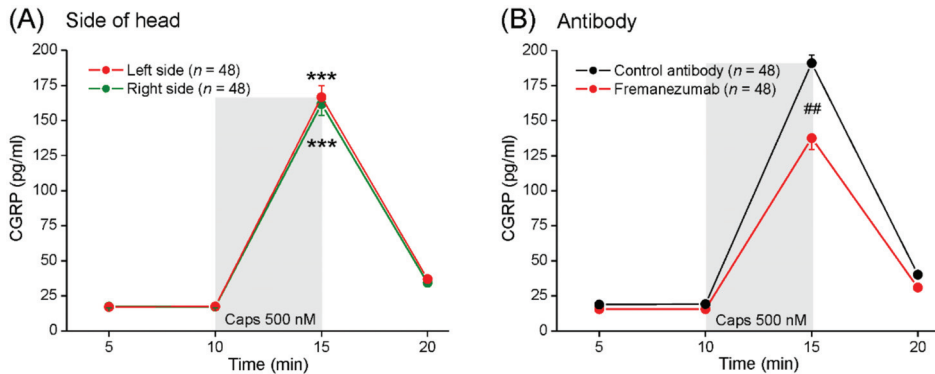 (A) Side of head
200
175
150
125
100
75
50
25
0
CGRP (pg/ml)
Left side (n = 48)
Right side (n = 48)
***
***
Caps 500 nM
5 10 15 20
Time (min)
(B) Antibody
200
175
150
125
100
75
50
25
0
CGRP (pg/ml)
Control antibody (n = 48)
Fremanezumab (n = 48)
##
Caps 500 nM
5 10 15 20
Time (min)